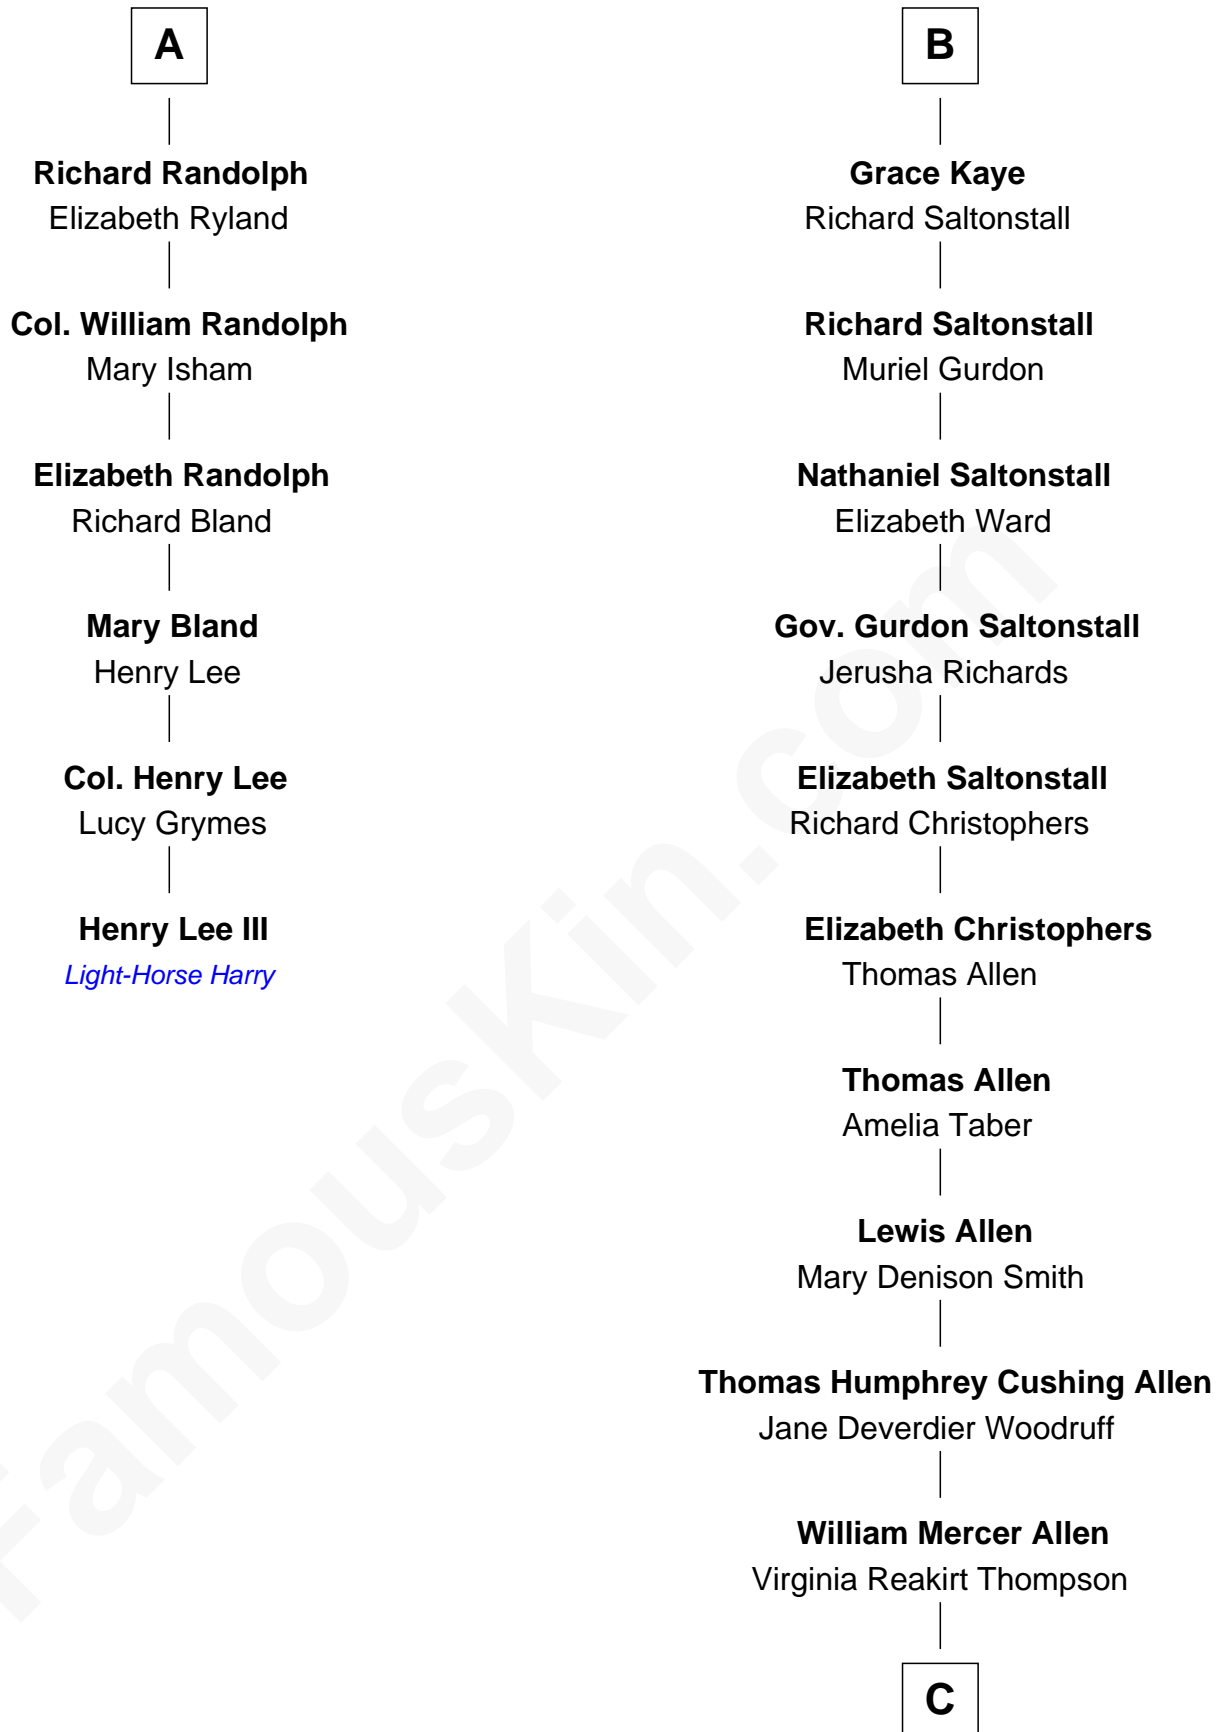 A
Richard Randolph
Elizabeth Ryland
Col. William Randolph
Mary Isham
Elizabeth Randolph
Richard Bland
Mary Bland
Henry Lee
Col. Henry Lee
Lucy Grymes
Henry Lee III
Light-Horse Harry
B
Grace Kaye
Richard Saltonstall
Richard Saltonstall
Muriel Gurdon
Nathaniel Saltonstall
Elizabeth Ward
Gov. Gurdon Saltonstall
Jerusha Richards
Elizabeth Saltonstall
Richard Christophers
Elizabeth Christophers
Thomas Allen
Thomas Allen
Amelia Taber
Lewis Allen
Mary Denison Smith
Thomas Humphrey Cushing Allen
Jane Deverdier Woodruff
William Mercer Allen
Virginia Reakirt Thompson
C
FamousKin.com